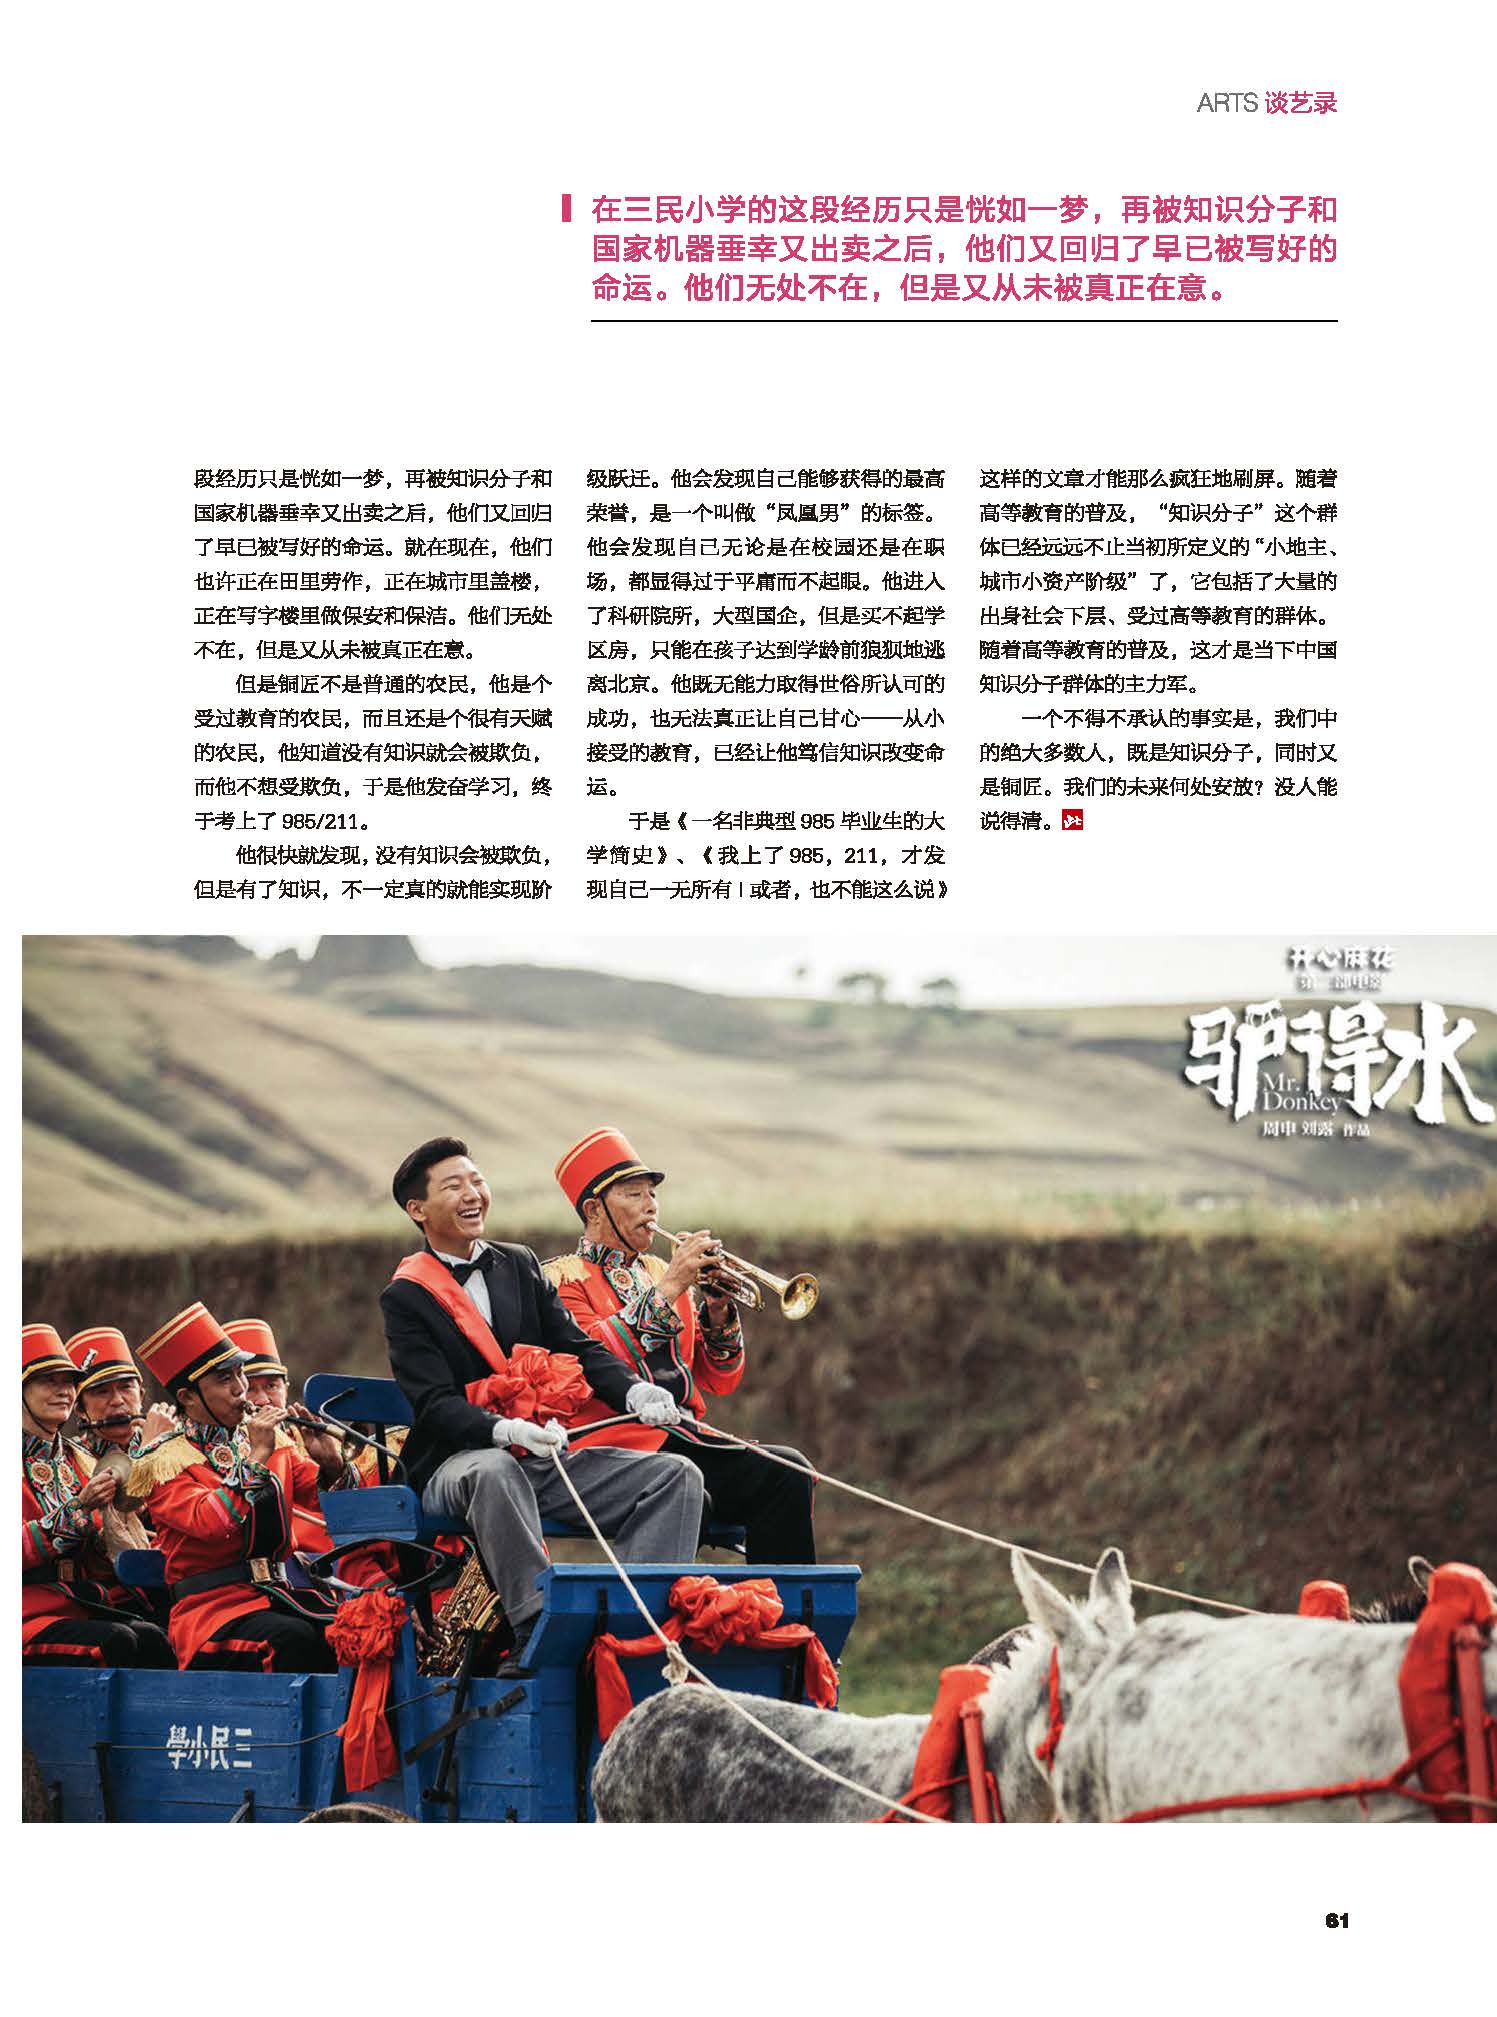 ARTS 谈艺录
在三民小学的这段经历只是恍如一梦，再被知识分子和
国家机器垂幸又出卖之后，他们又回归了早已被写好的
命运。他们无处不在，但是又从未被真正在意。
段经历只是恍如一梦，再被知识分子和
国家机器垂幸又出卖之后，他们又回归
了早已被写好的命运。就在现在，他们
也许正在田里劳作，正在城市里盖楼，
正在写字楼里做保安和保洁。他们无处
不在，但是又从未被真正在意。
但是铜匠不是普通的农民，他是个
受过教育的农民，而且还是个很有天赋
的农民，他知道没有知识就会被欺负，
而他不想受欺负，于是他发奋学习，终
于考上了 985/211。
他很快就发现，没有知识会被欺负，
但是有了知识，不一定真的就能实现阶
级跃迁。他会发现自己能够获得的最高
荣誉，是一个叫做“凤凰男”的标签。
他会发现自己无论是在校园还是在职
场，都显得过于平庸而不起眼。他进入
了科研院所，大型国企，但是买不起学
区房，只能在孩子达到学龄前狼狈地逃
离北京。他既无能力取得世俗所认可的
成功，也无法真正让自己甘心——从小
接受的教育，已经让他笃信知识改变命
运。
于是《一名非典型 985 毕业生的大
学简史》、《我上了 985，211，才发
现自己一无所有 | 或者，也不能这么说》
这样的文章才能那么疯狂地刷屏。随着
高等教育的普及，“知识分子”这个群
体已经远远不止当初所定义的“小地主、
城市小资产阶级”了，它包括了大量的
出身社会下层、受过高等教育的群体。
随着高等教育的普及，这才是当下中国
知识分子群体的主力军。
一个不得不承认的事实是，我们中
的绝大多数人，既是知识分子，同时又
是铜匠。我们的未来何处安放？没人能
说得清。
开心麻花
第二部电影
驴得水
Mr.
Donkey
周申 刘露 作品
學小民三
61